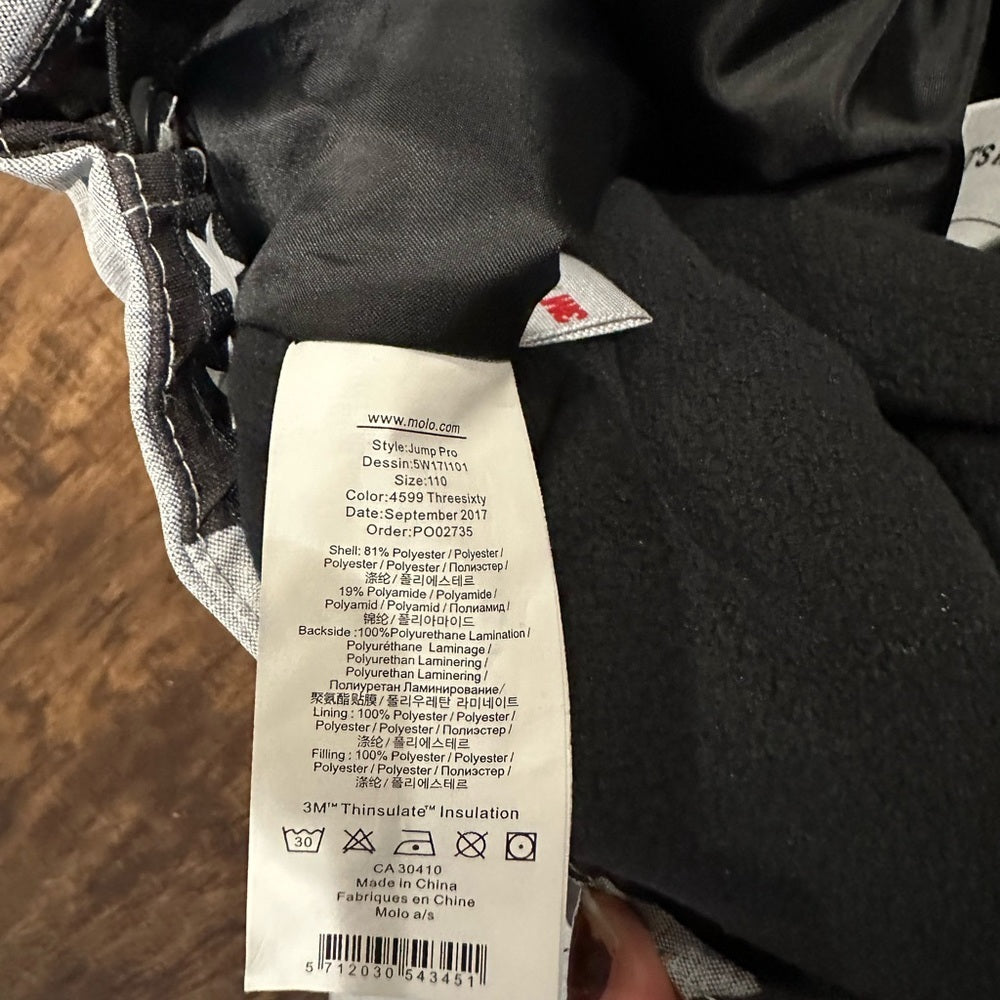 www.molo.com
Style:Jump Pro
Dessin:5W17I101
Size:110
Color:4599 Threesixty
Date:September 2017
Order:PO02735
Shell: 81% Polyester / Polyester /
Polyester / Polyester / Полиэстер /
涤纶 / 폴리에스테르
19% Polyamide / Polyamide /
Polyamid / Polyamid / Полиамид /
锦纶 / 폴리아마이드
Backside :100%Polyurethane Lamination /
Polyuréthane Laminage /
Polyurethan Laminering /
Polyurethan Laminering /
Полиуретан Ламинирование/
聚氨酯贴膜 / 폴리우레탄 라미네이트
Lining : 100% Polyester / Polyester /
Polyester / Polyester / Полиэстер /
涤纶 / 폴리에스테르
Filling : 100% Polyester / Polyester /
Polyester / Polyester / Полиэстер /
涤纶 / 폴리에스테르
3M™ Thinsulate™ Insulation
30
CA 30410
Made in China
Fabriques en Chine
Molo a/s
5 712030 543451